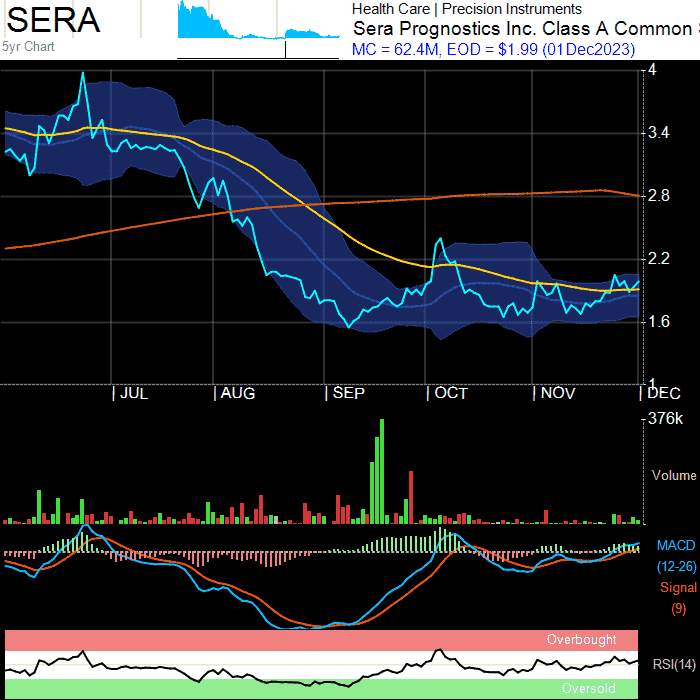 SERA
5yr Chart
Health Care | Precision Instruments
Sera Prognostics Inc. Class A Common
MC = 62.4M, EOD = $1.99 (01Dec2023)
4
3.4
2.8
2.2
1.6
1
JUL AUG SEP OCT NOV DEC
376k
Volume
MACD
(12-26)
Signal
(9)
Overbought
RSI(14)
Oversold